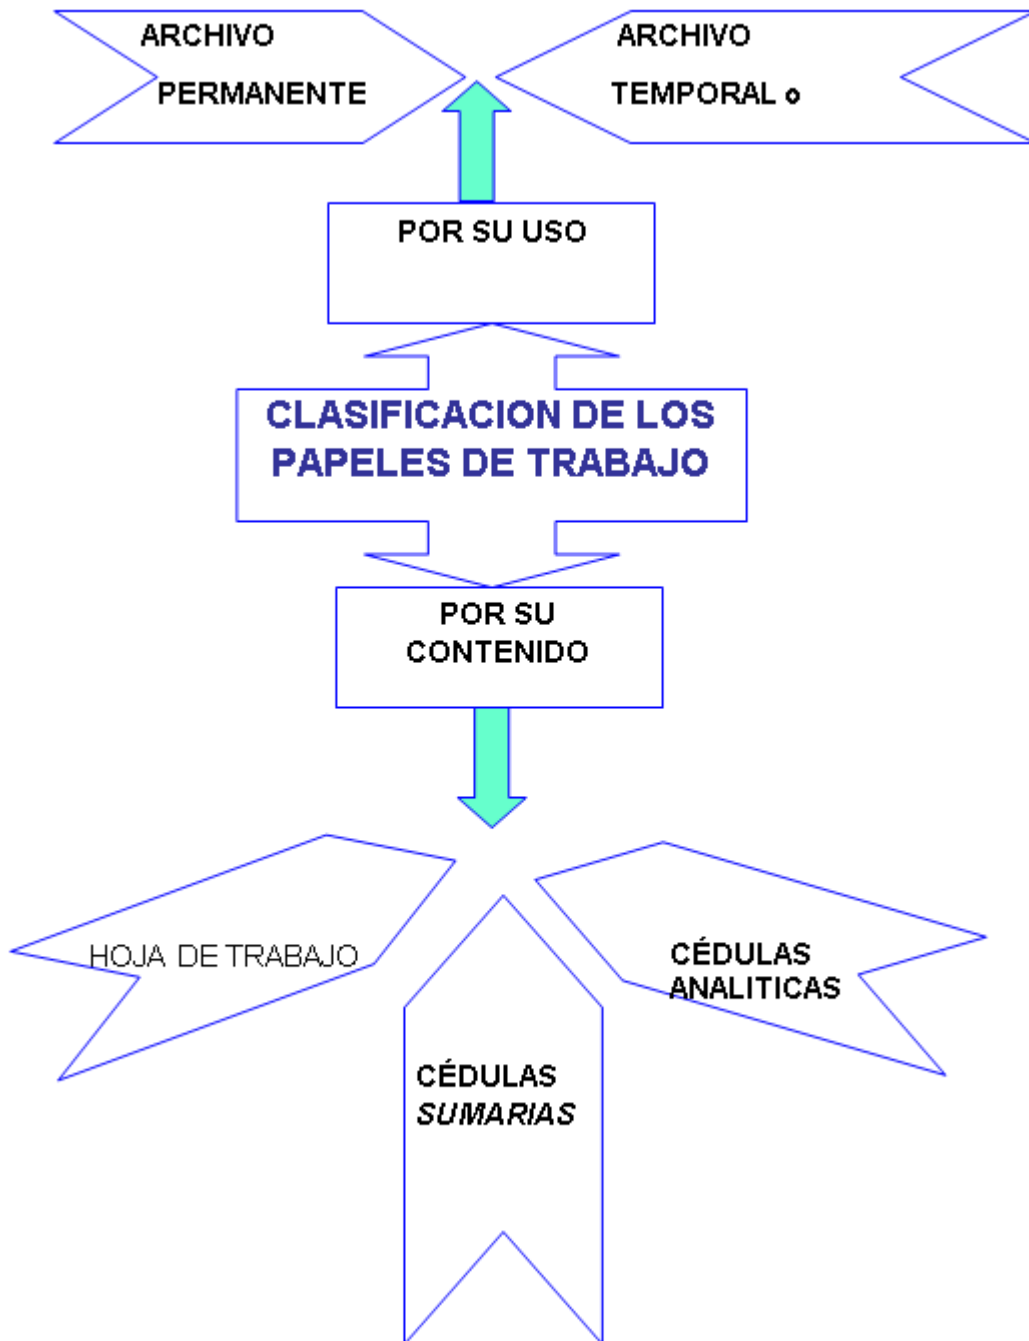 ARCHIVO
PERMANENTE
ARCHIVO
TEMPORAL o
POR SU USO
CLASIFICACION DE LOS
PAPELES DE TRABAJO
POR SU
CONTENIDO
HOJA DE TRABAJO
CÉDULAS
SUMARIAS
CÉDULAS
ANALITICAS